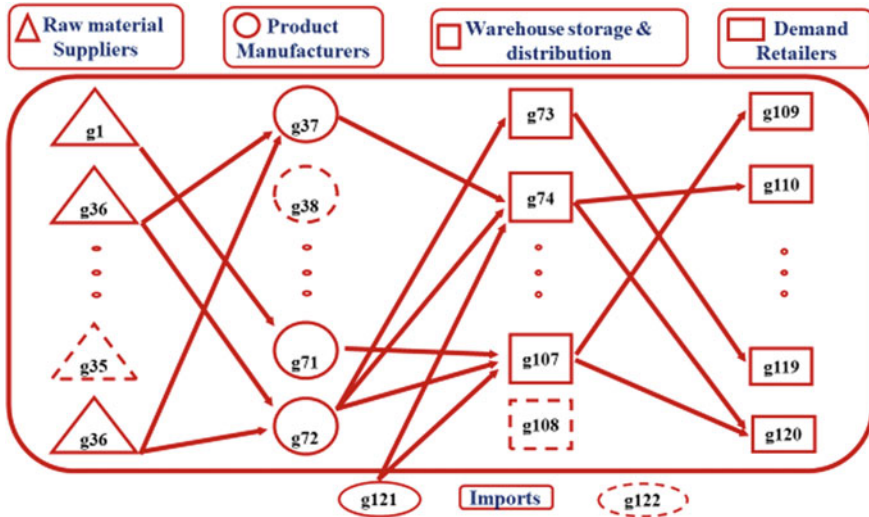 Raw material
Suppliers
Product
Manufacturers
Warehouse storage &
distribution
Demand
Retailers
g1
g37
g73
g109
g36
g38
g74
g110
g35
g71
g107
g119
g36
g72
g108
g120
g121
Imports
g122